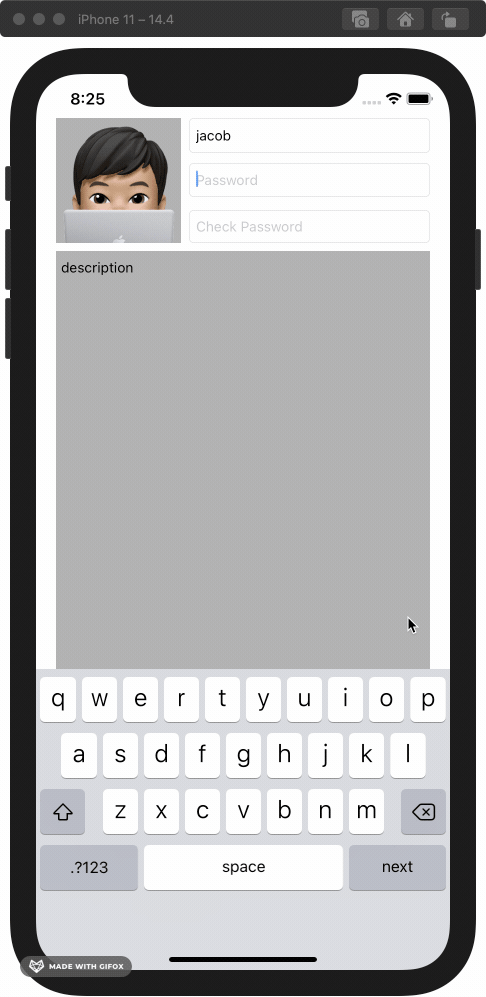 iPhone 11 – 14.4
8:25
jacob
Password
Check Password
description
q w e r t y u i o p
a s d f g h j k l
z x c v b n m
.?123 space next
MADE WITH GIFOX